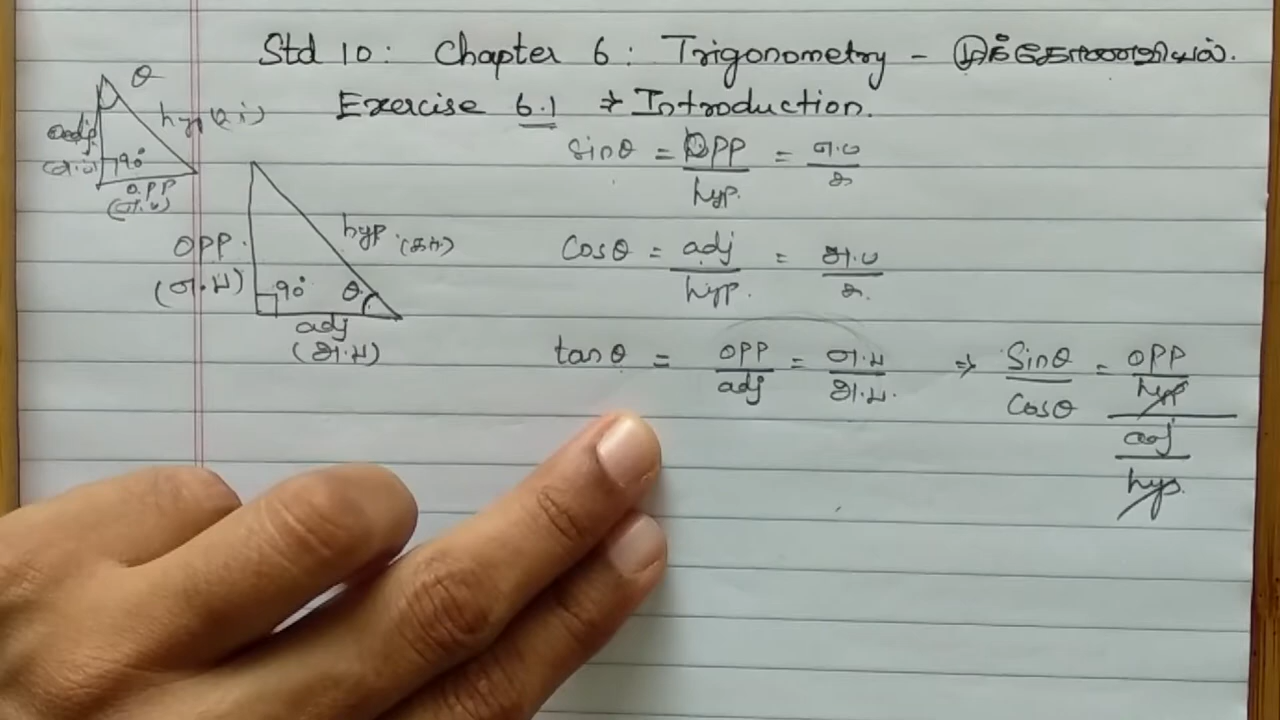 Std 10: Chapter 6: Trigonometry -
Exercise 6.1 ⇒ Introduction.
θ
hyp
adj
90°
opp
(எ.ப)
opp.
(எ.ப)
hyp.
90° θ
adj
(அ.ப)
sinθ = opp/hyp. = எ.ப/க
Cosθ = adj/hyp. = அ.ப/க.
tanθ = opp/adj = எ.ப/அ.ப. ⇒ Sinθ/Cosθ = opp/hyp / adj/hyp.